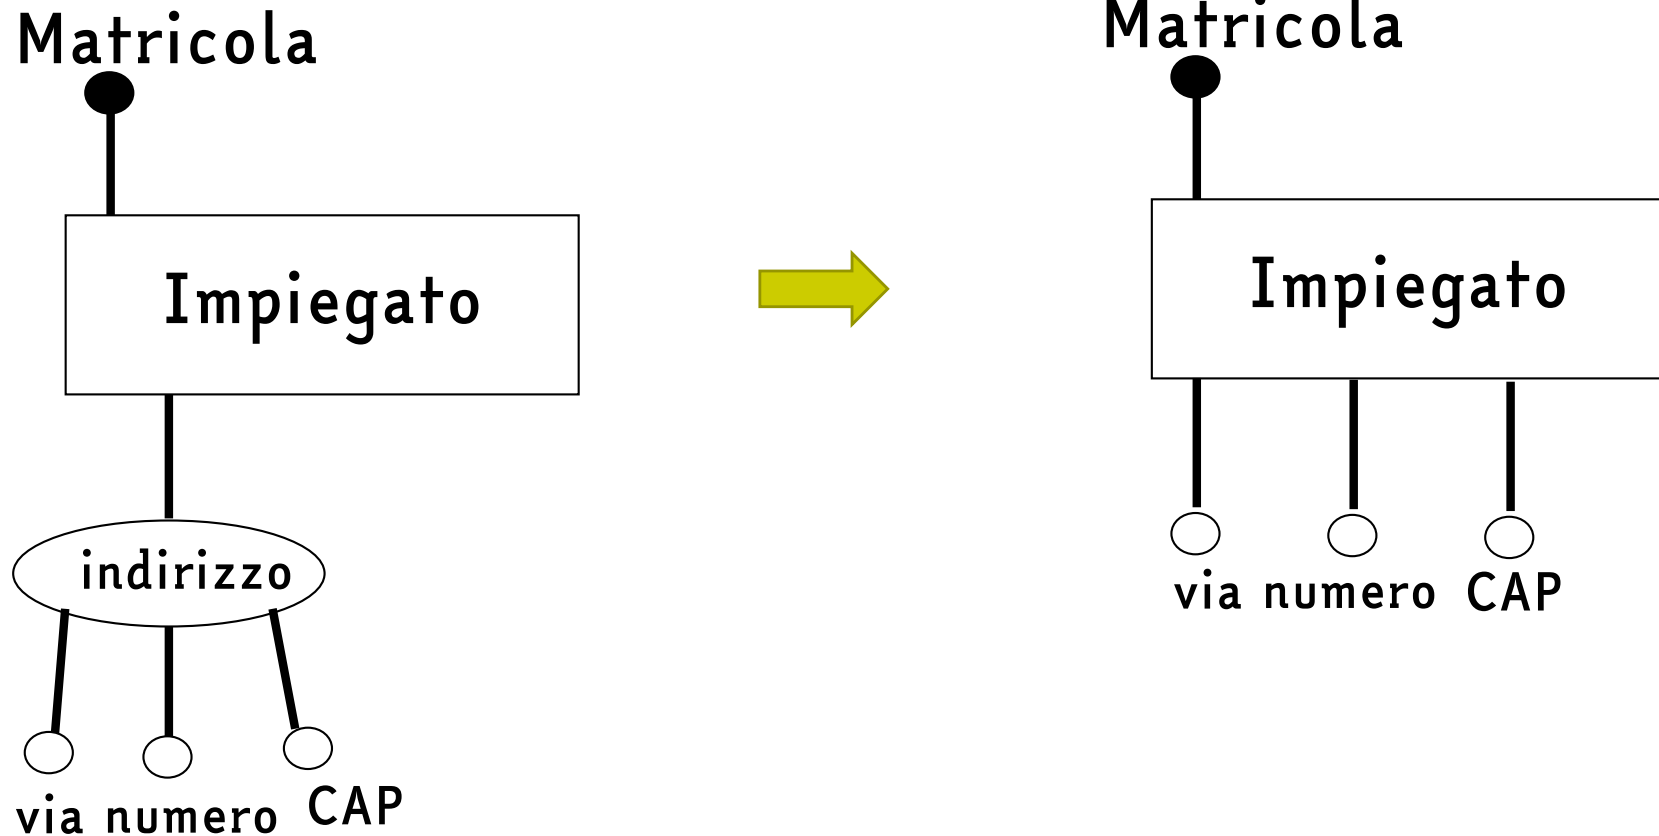 Matricola
Impiegato
indirizzo
via numero CAP
Matricola
Impiegato
via numero CAP